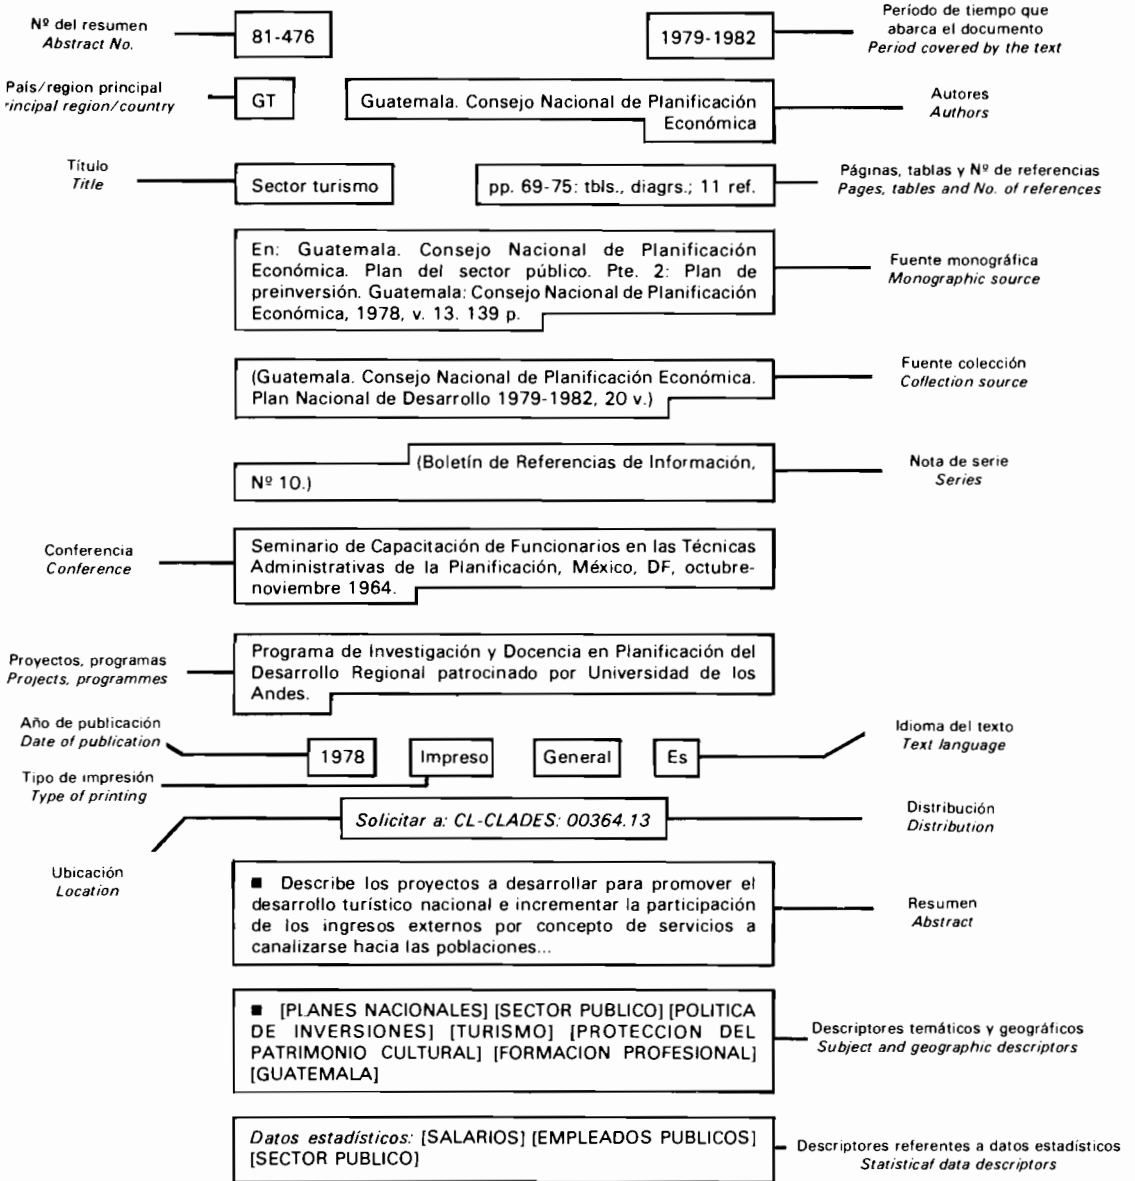 Nº del resumen
Abstract No.
81-476
1979-1982
Período de tiempo que
abarca el documento
Period covered by the text
País/region principal
rincipal region/country
GT
Guatemala. Consejo Nacional de Planificación
Económica
Autores
Authors
Título
Title
Sector turismo
pp. 69-75: tbls., diagrs.; 11 ref.
Páginas, tablas y Nº de referencias
Pages, tables and No. of references
En: Guatemala. Consejo Nacional de Planificación
Económica. Plan del sector público. Pte. 2: Plan de
preinversión. Guatemala: Consejo Nacional de Planificación
Económica, 1978, v. 13. 139 p.
Fuente monográfica
Monographic source
(Guatemala. Consejo Nacional de Planificación Económica.
Plan Nacional de Desarrollo 1979-1982, 20 v.)
Fuente colección
Collection source
(Boletín de Referencias de Información,
Nº 10.)
Nota de serie
Series
Conferencia
Conference
Seminario de Capacitación de Funcionarios en las Técnicas
Administrativas de la Planificación, México, DF, octubre-
noviembre 1964.
Proyectos, programas
Projects, programmes
Programa de Investigación y Docencia en Planificación del
Desarrollo Regional patrocinado por Universidad de los
Andes.
Año de publicación
Date of publication
1978
Impreso
General
Es
Idioma del texto
Text language
Tipo de impresión
Type of printing
Solicitar a: CL-CLADES: 00364.13
Distribución
Distribution
Ubicación
Location
■ Describe los proyectos a desarrollar para promover el
desarrollo turístico nacional e incrementar la participación
de los ingresos externos por concepto de servicios a
canalizarse hacia las poblaciones...
Resumen
Abstract
■ [PLANES NACIONALES] [SECTOR PUBLICO] [POLITICA
DE INVERSIONES] [TURISMO] [PROTECCION DEL
PATRIMONIO CULTURAL] [FORMACION PROFESIONAL]
[GUATEMALA]
Descriptores temáticos y geográficos
Subject and geographic descriptors
Datos estadísticos: [SALARIOS] [EMPLEADOS PUBLICOS]
[SECTOR PUBLICO]
Descriptores referentes a datos estadísticos
Statistical data descriptors